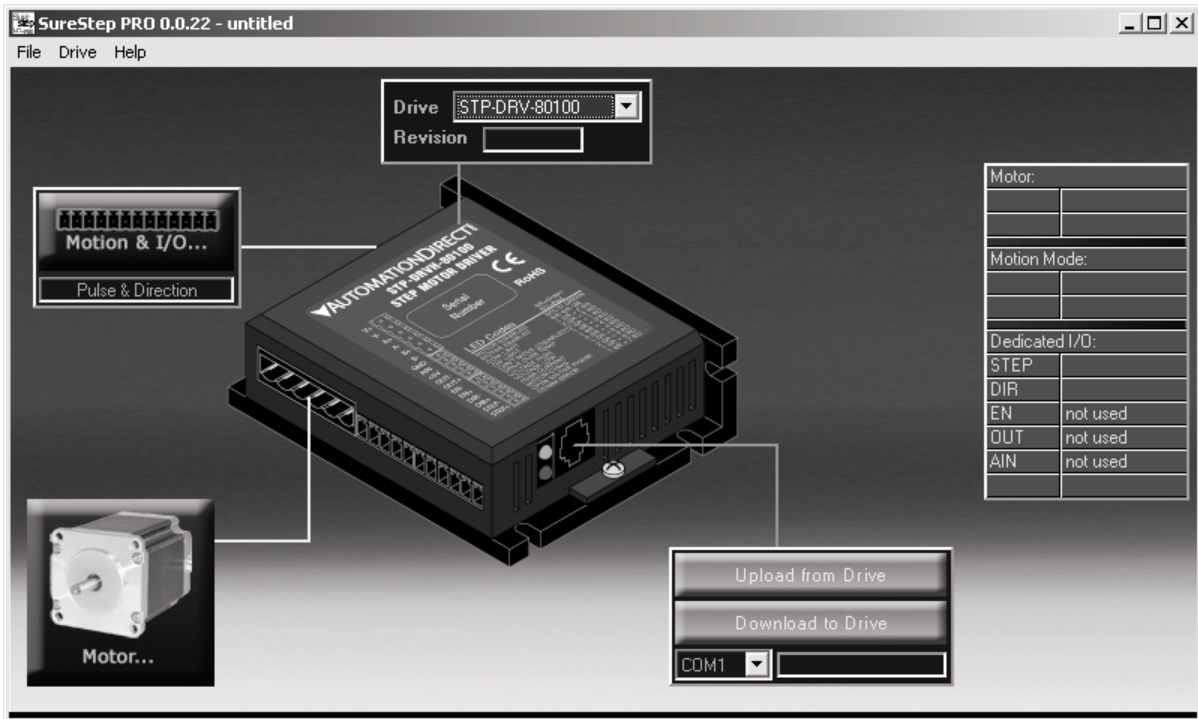 SureStep PRO 0.0.22 - untitled
File Drive Help
Drive STP-DRV-80100
Revision
Motion & I/O...
Pulse & Direction
AUTOMATIONDIRECT
STP-DRVH-80100
STEP MOTOR DRIVER
CE
RoHS
Serial
Number
LED Codes
Motor:
Motion Mode:
Dedicated I/O:
STEP
DIR
EN not used
OUT not used
AIN not used
Motor...
Upload from Drive
Download to Drive
COM1